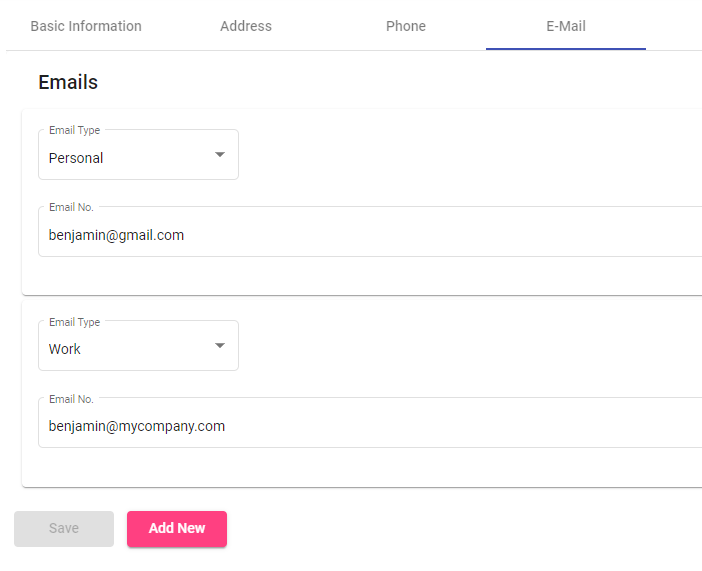 Basic Information Address Phone E-Mail
Emails
Email Type
Personal
Email No.
benjamin@gmail.com
Email Type
Work
Email No.
benjamin@mycompany.com
Save Add New